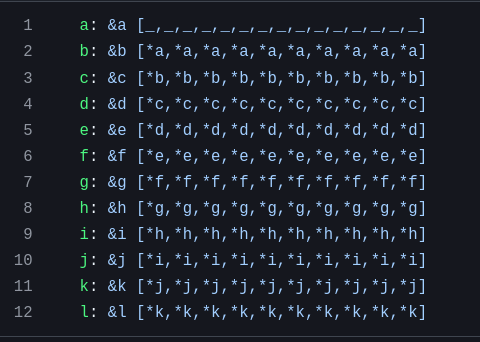 1 a: &a [_,_,_,_,_,_,_,_,_,_,_,_,_,_,_]
2 b: &b [*a,*a,*a,*a,*a,*a,*a,*a,*a,*a]
3 c: &c [*b,*b,*b,*b,*b,*b,*b,*b,*b,*b]
4 d: &d [*c,*c,*c,*c,*c,*c,*c,*c,*c,*c]
5 e: &e [*d,*d,*d,*d,*d,*d,*d,*d,*d,*d]
6 f: &f [*e,*e,*e,*e,*e,*e,*e,*e,*e,*e]
7 g: &g [*f,*f,*f,*f,*f,*f,*f,*f,*f,*f]
8 h: &h [*g,*g,*g,*g,*g,*g,*g,*g,*g,*g]
9 i: &i [*h,*h,*h,*h,*h,*h,*h,*h,*h,*h]
10 j: &j [*i,*i,*i,*i,*i,*i,*i,*i,*i,*i]
11 k: &k [*j,*j,*j,*j,*j,*j,*j,*j,*j,*j]
12 l: &l [*k,*k,*k,*k,*k,*k,*k,*k,*k,*k]